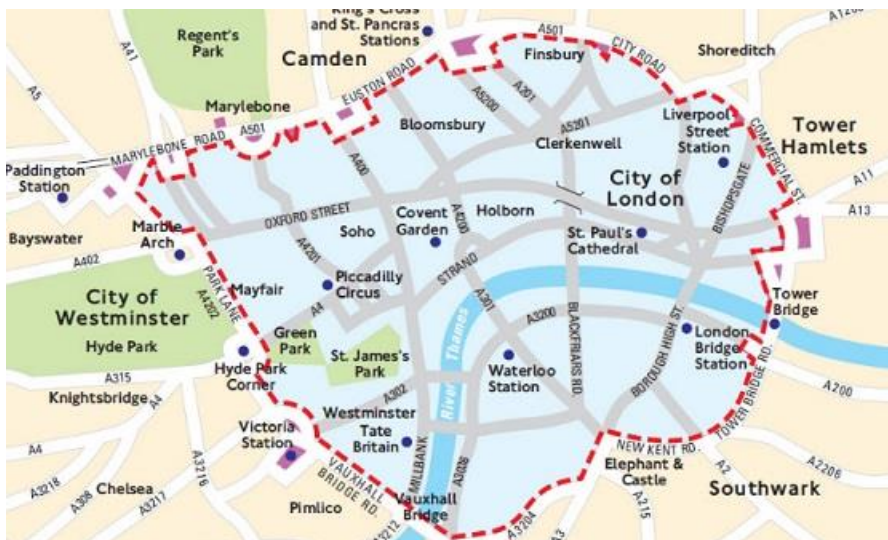 King's Cross
and St. Pancras
Stations
A501
A41
Regent's
Park
Camden
Finsbury
CITY ROAD
Shoreditch
A5
EUSTON ROAD
A5200
A201
Marylebone
A501
MARYLEBONE ROAD
Bloomsbury
A5201
Clerkenwell
Liverpool
Street
Station
COMMERCIAL ST.
Tower
Hamlets
Paddington
Station
A400
City of
London
BISHOPSGATE
A11
A13
OXFORD STREET
Covent
Garden
A4200
Holborn
Soho
Marble
Arch
Bayswater
A402
St. Paul's
Cathedral
A4201
STRAND
PARK LANE
A4202
Mayfair
Piccadilly
Circus
City of
Westminster
Hyde Park
A4
A301
A3200
BLACKFRIARS RD.
BOROUGH HIGH ST.
Tower
Bridge
Green
Park
St. James's
Park
River Thames
London
Bridge
Station
A315
Hyde Park
Corner
Waterloo
Station
TOWER BRIDGE RD.
A200
Knightsbridge
A4
A302
Victoria
Station
Westminster
Tate
Britain
MILLBANK
A3036
NEW KENT RD.
A4
A3216
A3218
A308
A3217
Chelsea
VAUXHALL
BRIDGE RD.
Elephant &
Castle
A2
A2206
Southwark
Pimlico
Vauxhall
Bridge
A3212
A3204
A3
A215